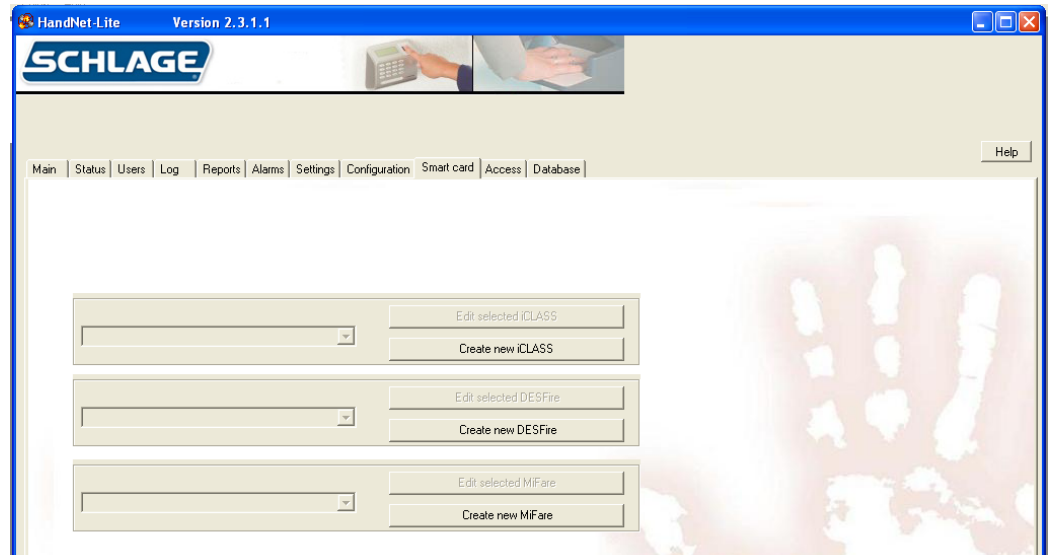 HandNet-Lite Version 2.3.1.1
SCHLAGE
Help
Main Status Users Log Reports Alarms Settings Configuration Smart card Access Database
Edit selected iCLASS
Create new iCLASS
Edit selected DESFire
Create new DESFire
Edit selected MiFare
Create new MiFare